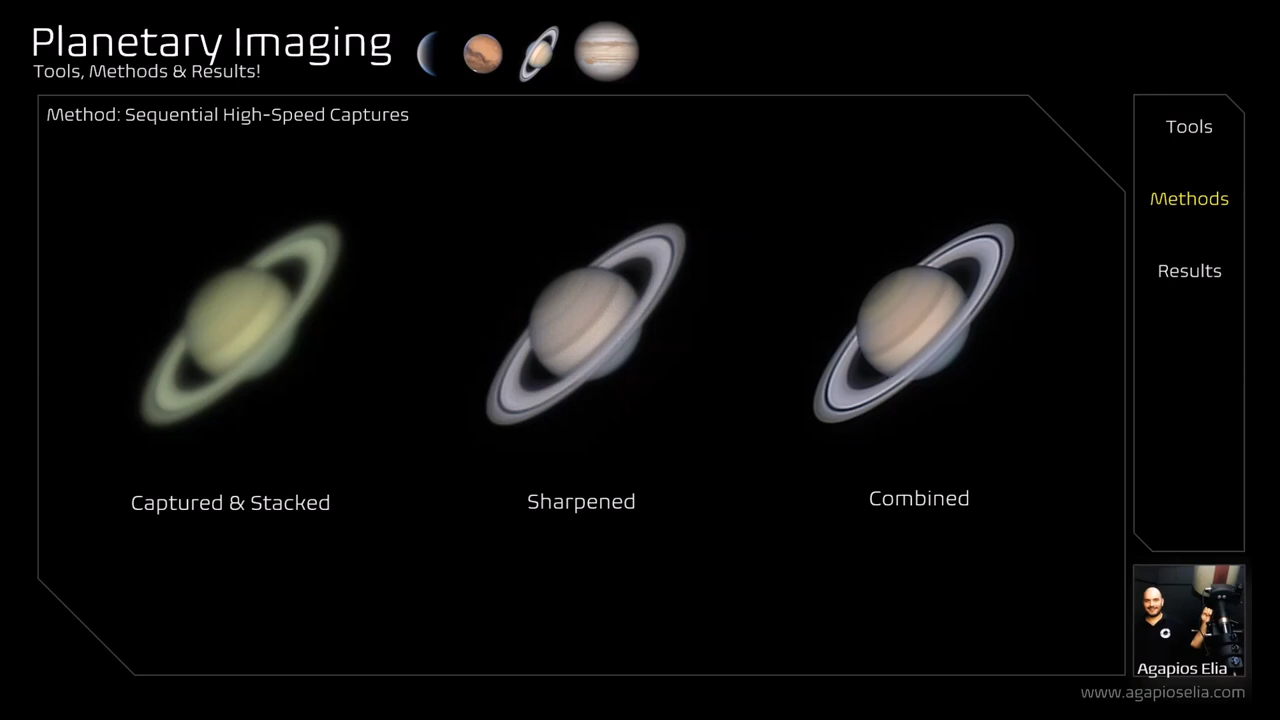 Planetary Imaging
Tools, Methods & Results!
Method: Sequential High-Speed Captures
Tools
Methods
Results
Captured & Stacked
Sharpened
Combined
Agapios Elia
www.agapioselia.com